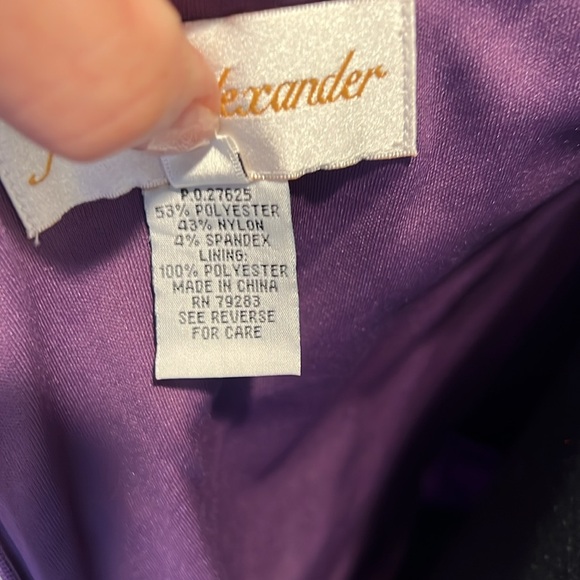 lexander
P.O.27625
53% POLYESTER
43% NYLON
4% SPANDEX
LINING:
100% POLYESTER
MADE IN CHINA
RN 79283
SEE REVERSE
FOR CARE